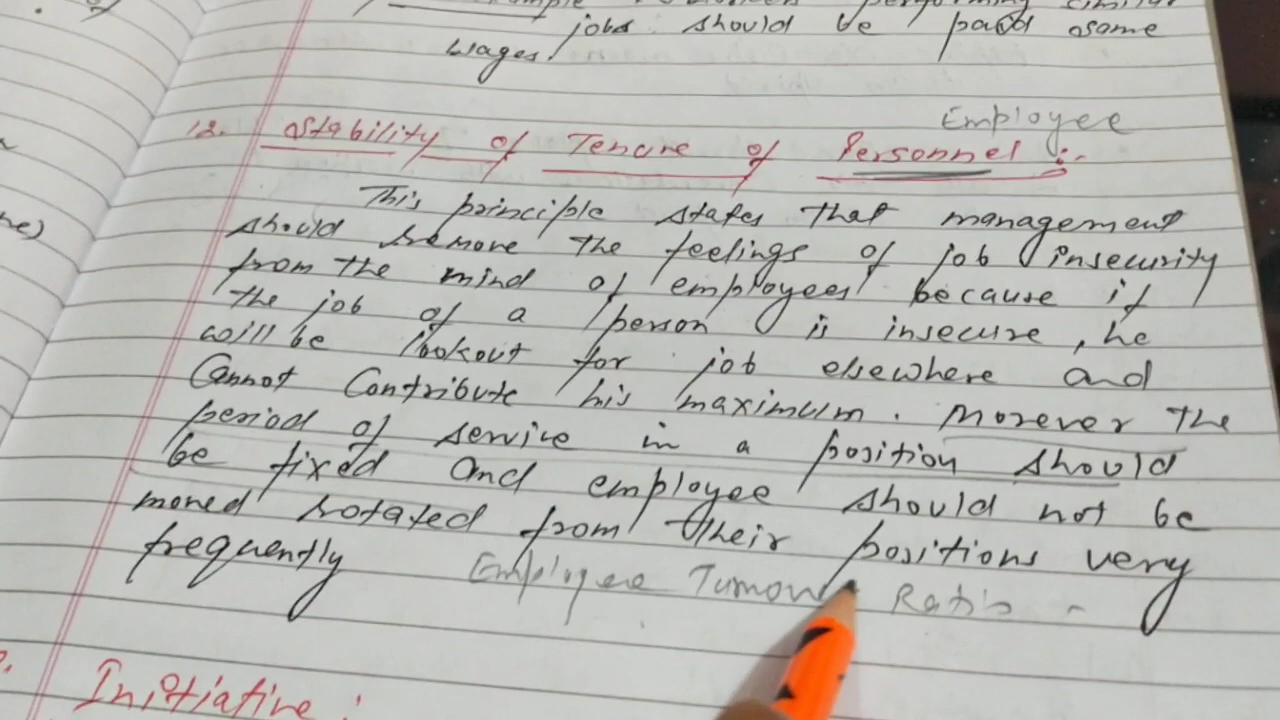 performing similar
jobs should be paid same
wages.
Employee
12. Stability of Tenure of Personnel :-
This principle states that management
should remove the feelings of job insecurity
from the mind of employees because if
the job of a person is insecure, he
will be lookout for job elsewhere and
Cannot Contribute his maximum. Morever the
period of service in a position should
be fixed and employee should not be
moved rotated from their positions very
frequently Employee Turnover Ratio -
Initiative :